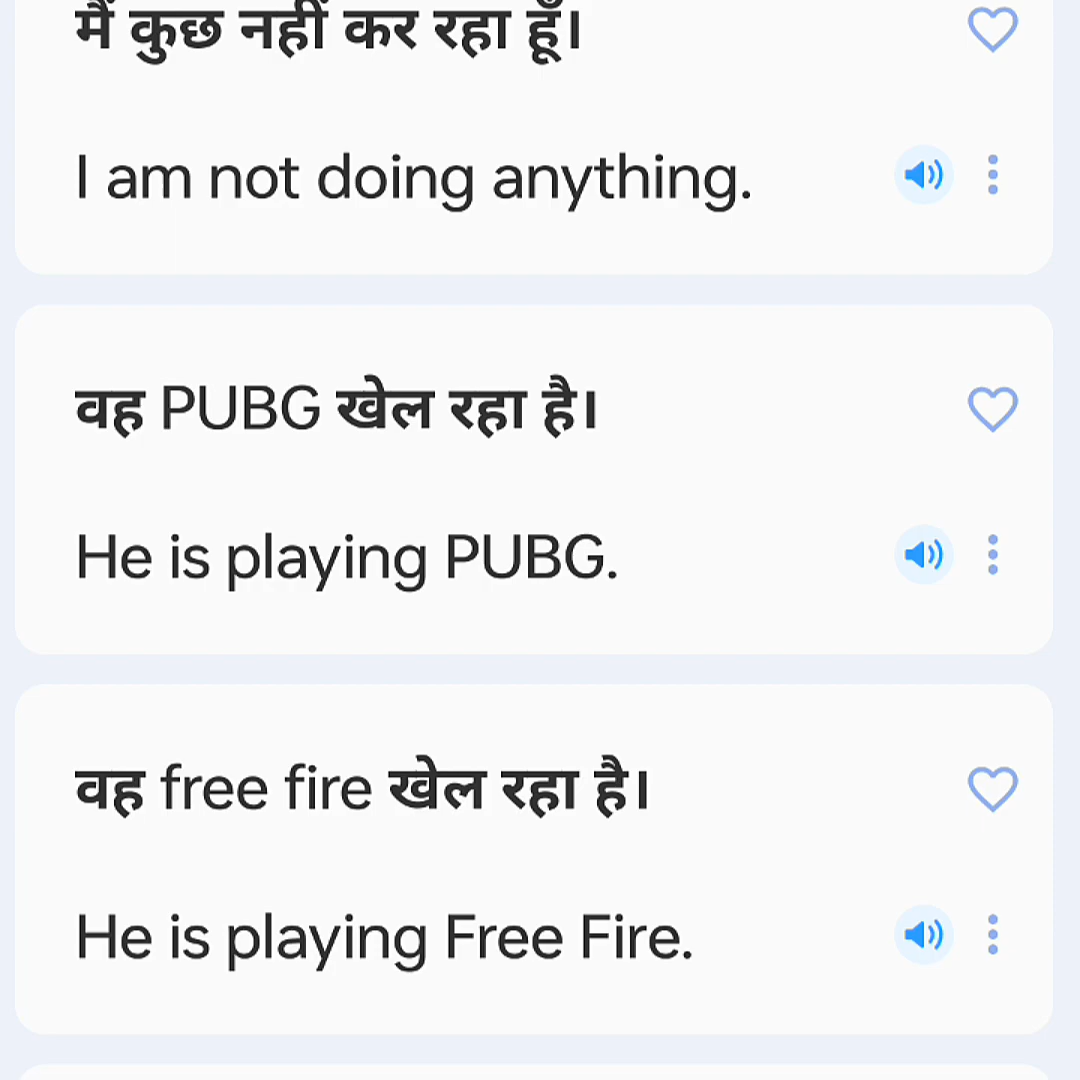 मैं कुछ नहीं कर रहा हूँ।
I am not doing anything.
वह PUBG खेल रहा है।
He is playing PUBG.
वह free fire खेल रहा है।
He is playing Free Fire.